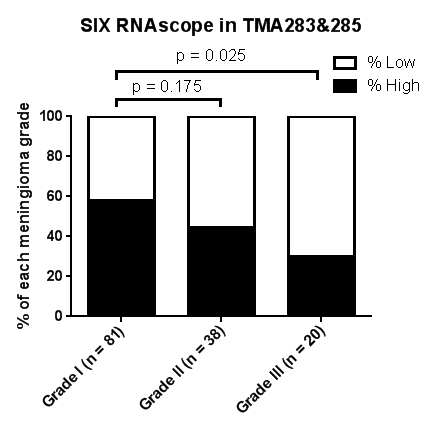 SIX RNAscope in TMA283&285
p = 0.025
% Low
% High
p = 0.175
% of each meningioma grade
100
80
60
40
20
0
Grade I (n = 81)
Grade II (n = 38)
Grade III (n = 20)